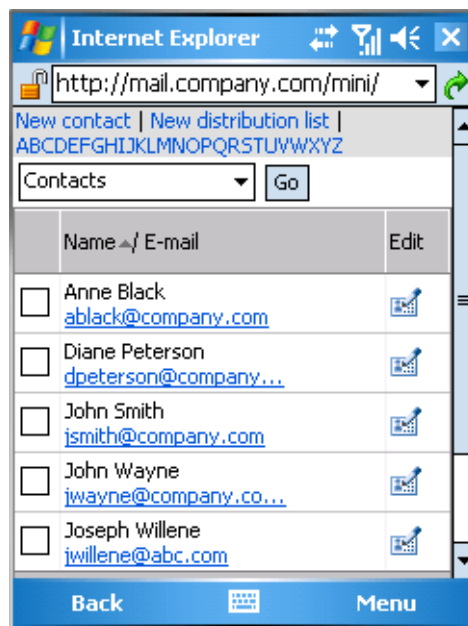 Internet Explorer
http://mail.company.com/mini/
New contact | New distribution list |
ABCDEFGHIJKLMNOPQRSTUVWXYZ
Contacts Go
Name / E-mail Edit
Anne Black
ablack@company.com
Diane Peterson
dpeterson@company...
John Smith
jsmith@company.com
John Wayne
jwayne@company.co...
Joseph Willene
jwillene@abc.com
Back Menu